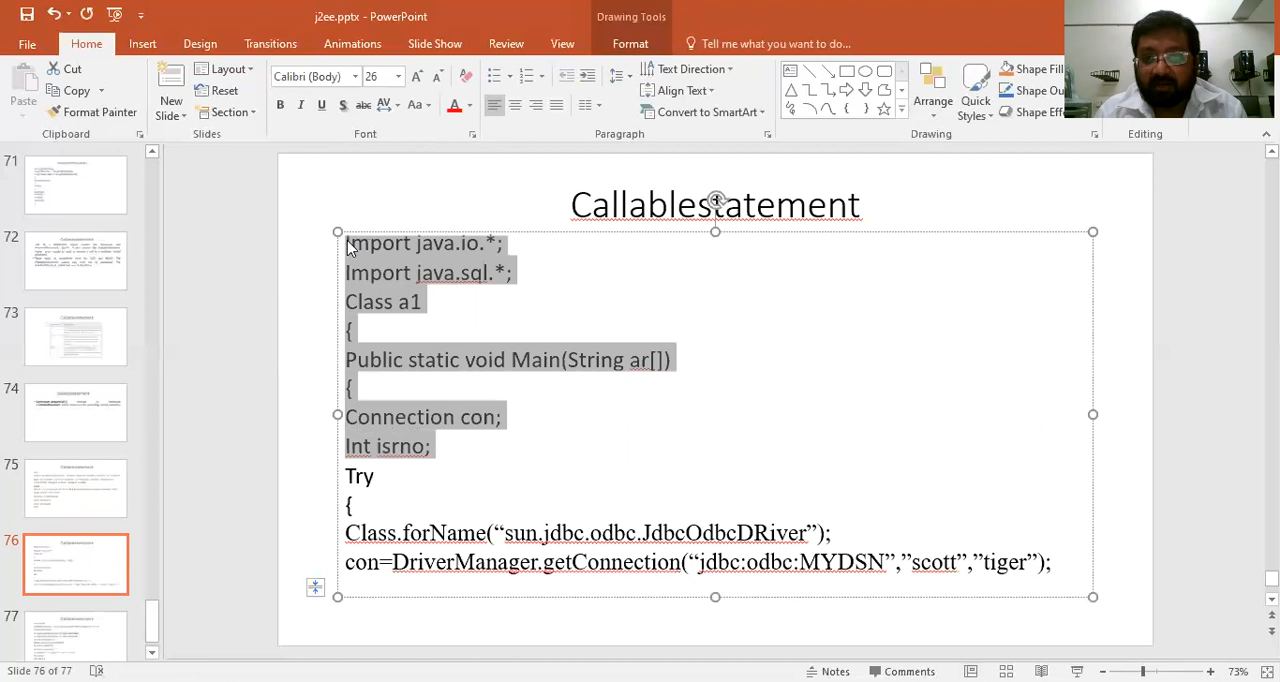 j2ee.pptx - PowerPoint
Drawing Tools
File
Home
Insert
Design
Transitions
Animations
Slide Show
Review
View
Format
Tell me what you want to do...
Paste
Cut
Copy
Format Painter
Clipboard
New
Slide
Layout
Reset
Section
Slides
Calibri (Body)
26
B I U S abc AV Aa A
Font
Text Direction
Align Text
Convert to SmartArt
Paragraph
Arrange
Quick
Styles
Shape Fill
Shape Ou
Shape Effe
Drawing
Editing
71
72
73
74
75
76
77
Callablestatement
Import java.io.*;
Import java.sql.*;
Class a1
{
Public static void Main(String ar[])
{
Connection con;
Int isrno;
Try
{
Class.forName(“sun.jdbc.odbc.JdbcOdbcDRiver”);
con=DriverManager.getConnection(“jdbc:odbc:MYDSN”,”scott”,”tiger”);
Slide 76 of 77
Notes
Comments
73%